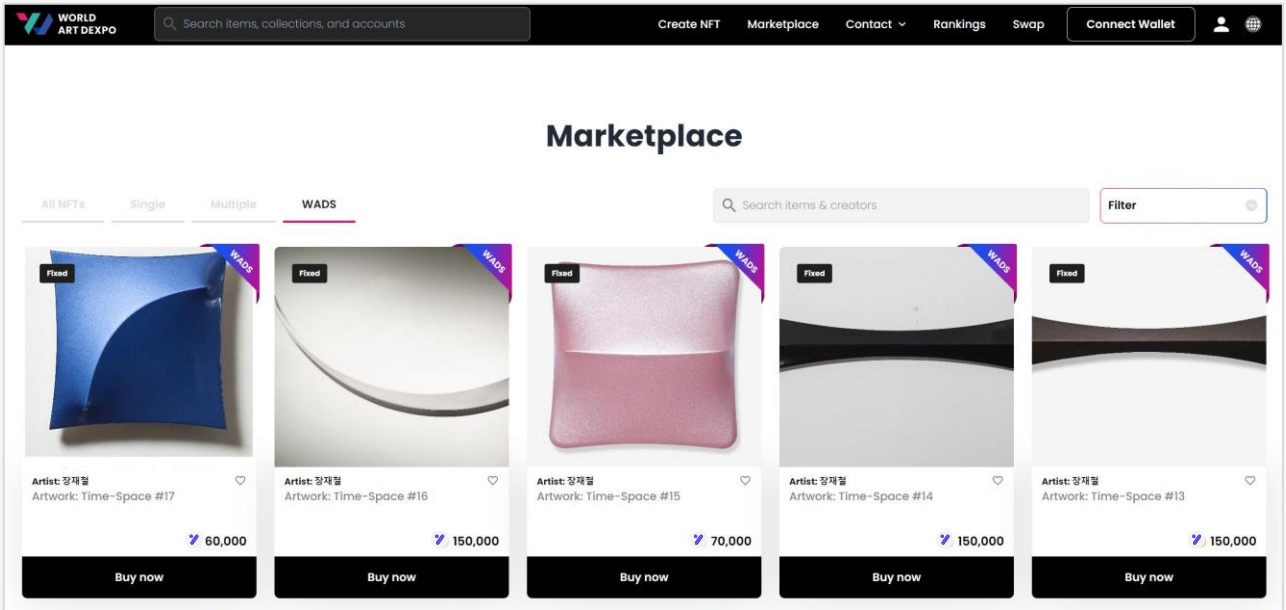 WORLD
ART DEXPO
Search items, collections, and accounts
Create NFT
Marketplace
Contact
Rankings
Swap
Connect Wallet
Marketplace
All NFTs
Single
Multiple
WADS
Search items & creators
Filter
Fixed
WADS
Fixed
WADS
Fixed
WADS
Fixed
WADS
Fixed
WADS
Artist: 장재철
Artwork: Time-Space #17
60,000
Buy now
Artist: 장재철
Artwork: Time-Space #16
150,000
Buy now
Artist: 장재철
Artwork: Time-Space #15
70,000
Buy now
Artist: 장재철
Artwork: Time-Space #14
150,000
Buy now
Artist: 장재철
Artwork: Time-Space #13
150,000
Buy now